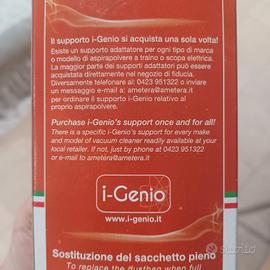 Il supporto i-Genio si acquista una sola volta!
Esiste un supporto adattatore per ogni tipo di marca
o modello di aspirapolvere a traino o scopa elettrica.
La maggior parte dei supporti adattatori può essere
acquistata direttamente nel negozio di fiducia.
Diversamente telefonare al: 0423 951322 o inviare
un messaggio e-mail a: ametera@ametera.it
per ordinare il supporto i-Genio relativo al
proprio aspirapolvere.
Purchase i-Genio's support once and for all!
There is a specific i-Genio's support for every make
and model of vacuum cleaner readily available at your
local retailer. If not, just by phone at 0423 951322
or e-mail to ametera@ametera.it
i-Genio
www.i-genio.it
Sostituzione del sacchetto pieno
To replace the dustbag when full
subito